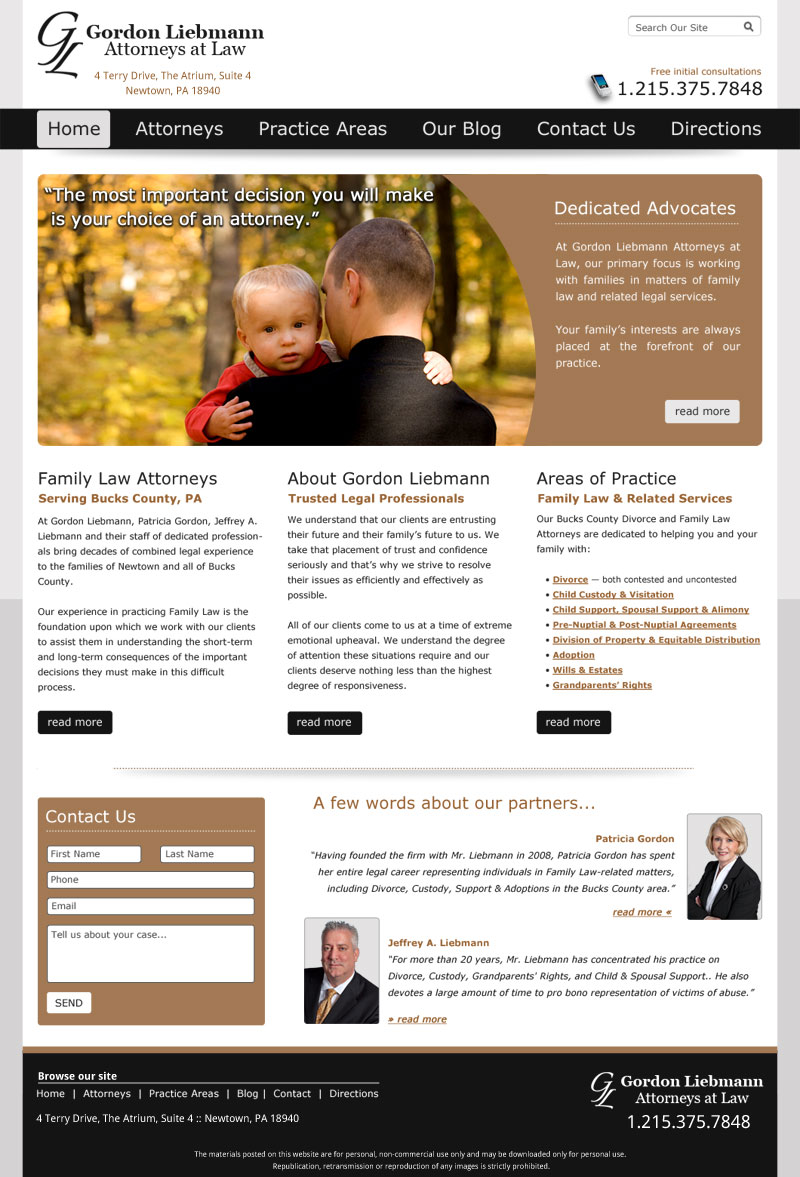 GL Gordon Liebmann
Attorneys at Law
4 Terry Drive, The Atrium, Suite 4
Newtown, PA 18940
Search Our Site
Free initial consultations
1.215.375.7848
Home Attorneys Practice Areas Our Blog Contact Us Directions
“The most important decision you will make
is your choice of an attorney.”
Dedicated Advocates
At Gordon Liebmann Attorneys at
Law, our primary focus is working
with families in matters of family
law and related legal services.
Your family’s interests are always
placed at the forefront of our
practice.
read more
Family Law Attorneys
Serving Bucks County, PA
At Gordon Liebmann, Patricia Gordon, Jeffrey A.
Liebmann and their staff of dedicated profession-
als bring decades of combined legal experience
to the families of Newtown and all of Bucks
County.
Our experience in practicing Family Law is the
foundation upon which we work with our clients
to assist them in understanding the short-term
and long-term consequences of the important
decisions they must make in this difficult
process.
read more
About Gordon Liebmann
Trusted Legal Professionals
We understand that our clients are entrusting
their future and their family’s future to us. We
take that placement of trust and confidence
seriously and that’s why we strive to resolve
their issues as efficiently and effectively as
possible.
All of our clients come to us at a time of extreme
emotional upheaval. We understand the degree
of attention these situations require and our
clients deserve nothing less than the highest
degree of responsiveness.
read more
Areas of Practice
Family Law & Related Services
Our Bucks County Divorce and Family Law
Attorneys are dedicated to helping you and your
family with:
• Divorce — both contested and uncontested
• Child Custody & Visitation
• Child Support, Spousal Support & Alimony
• Pre-Nuptial & Post-Nuptial Agreements
• Division of Property & Equitable Distribution
• Adoption
• Wills & Estates
• Grandparents’ Rights
read more
Contact Us
First Name Last Name
Phone
Email
Tell us about your case...
SEND
A few words about our partners...
Patricia Gordon
“Having founded the firm with Mr. Liebmann in 2008, Patricia Gordon has spent
her entire legal career representing individuals in Family Law-related matters,
including Divorce, Custody, Support & Adoptions in the Bucks County area.”
read more «
Jeffrey A. Liebmann
“For more than 20 years, Mr. Liebmann has concentrated his practice on
Divorce, Custody, Grandparents’ Rights, and Child & Spousal Support.. He also
devotes a large amount of time to pro bono representation of victims of abuse.”
» read more
Browse our site
Home | Attorneys | Practice Areas | Blog | Contact | Directions
4 Terry Drive, The Atrium, Suite 4 :: Newtown, PA 18940
GL Gordon Liebmann
Attorneys at Law
1.215.375.7848
The materials posted on this website are for personal, non-commercial use only and may be downloaded only for personal use.
Republication, retransmission or reproduction of any images is strictly prohibited.